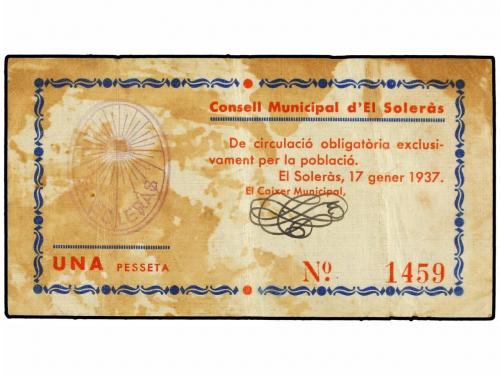 Consell Municipal d'El Soleràs
De circulació obligatòria exclusi-
vament per la població.
El Soleràs, 17 gener 1937.
El Caixer Municipal,
SOLERÀS
UNA PESSETA
Nº 1459